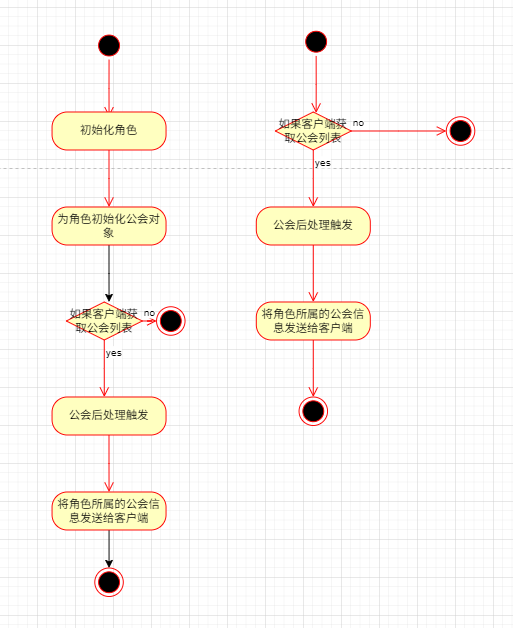 初始化角色
为角色初始化公会对
象
如果客户端获
取公会列表
no
yes
公会后处理触发
将角色所属的公会信
息发送给客户端
如果客户端获
取公会列表
no
yes
公会后处理触发
将角色所属的公会信
息发送给客户端